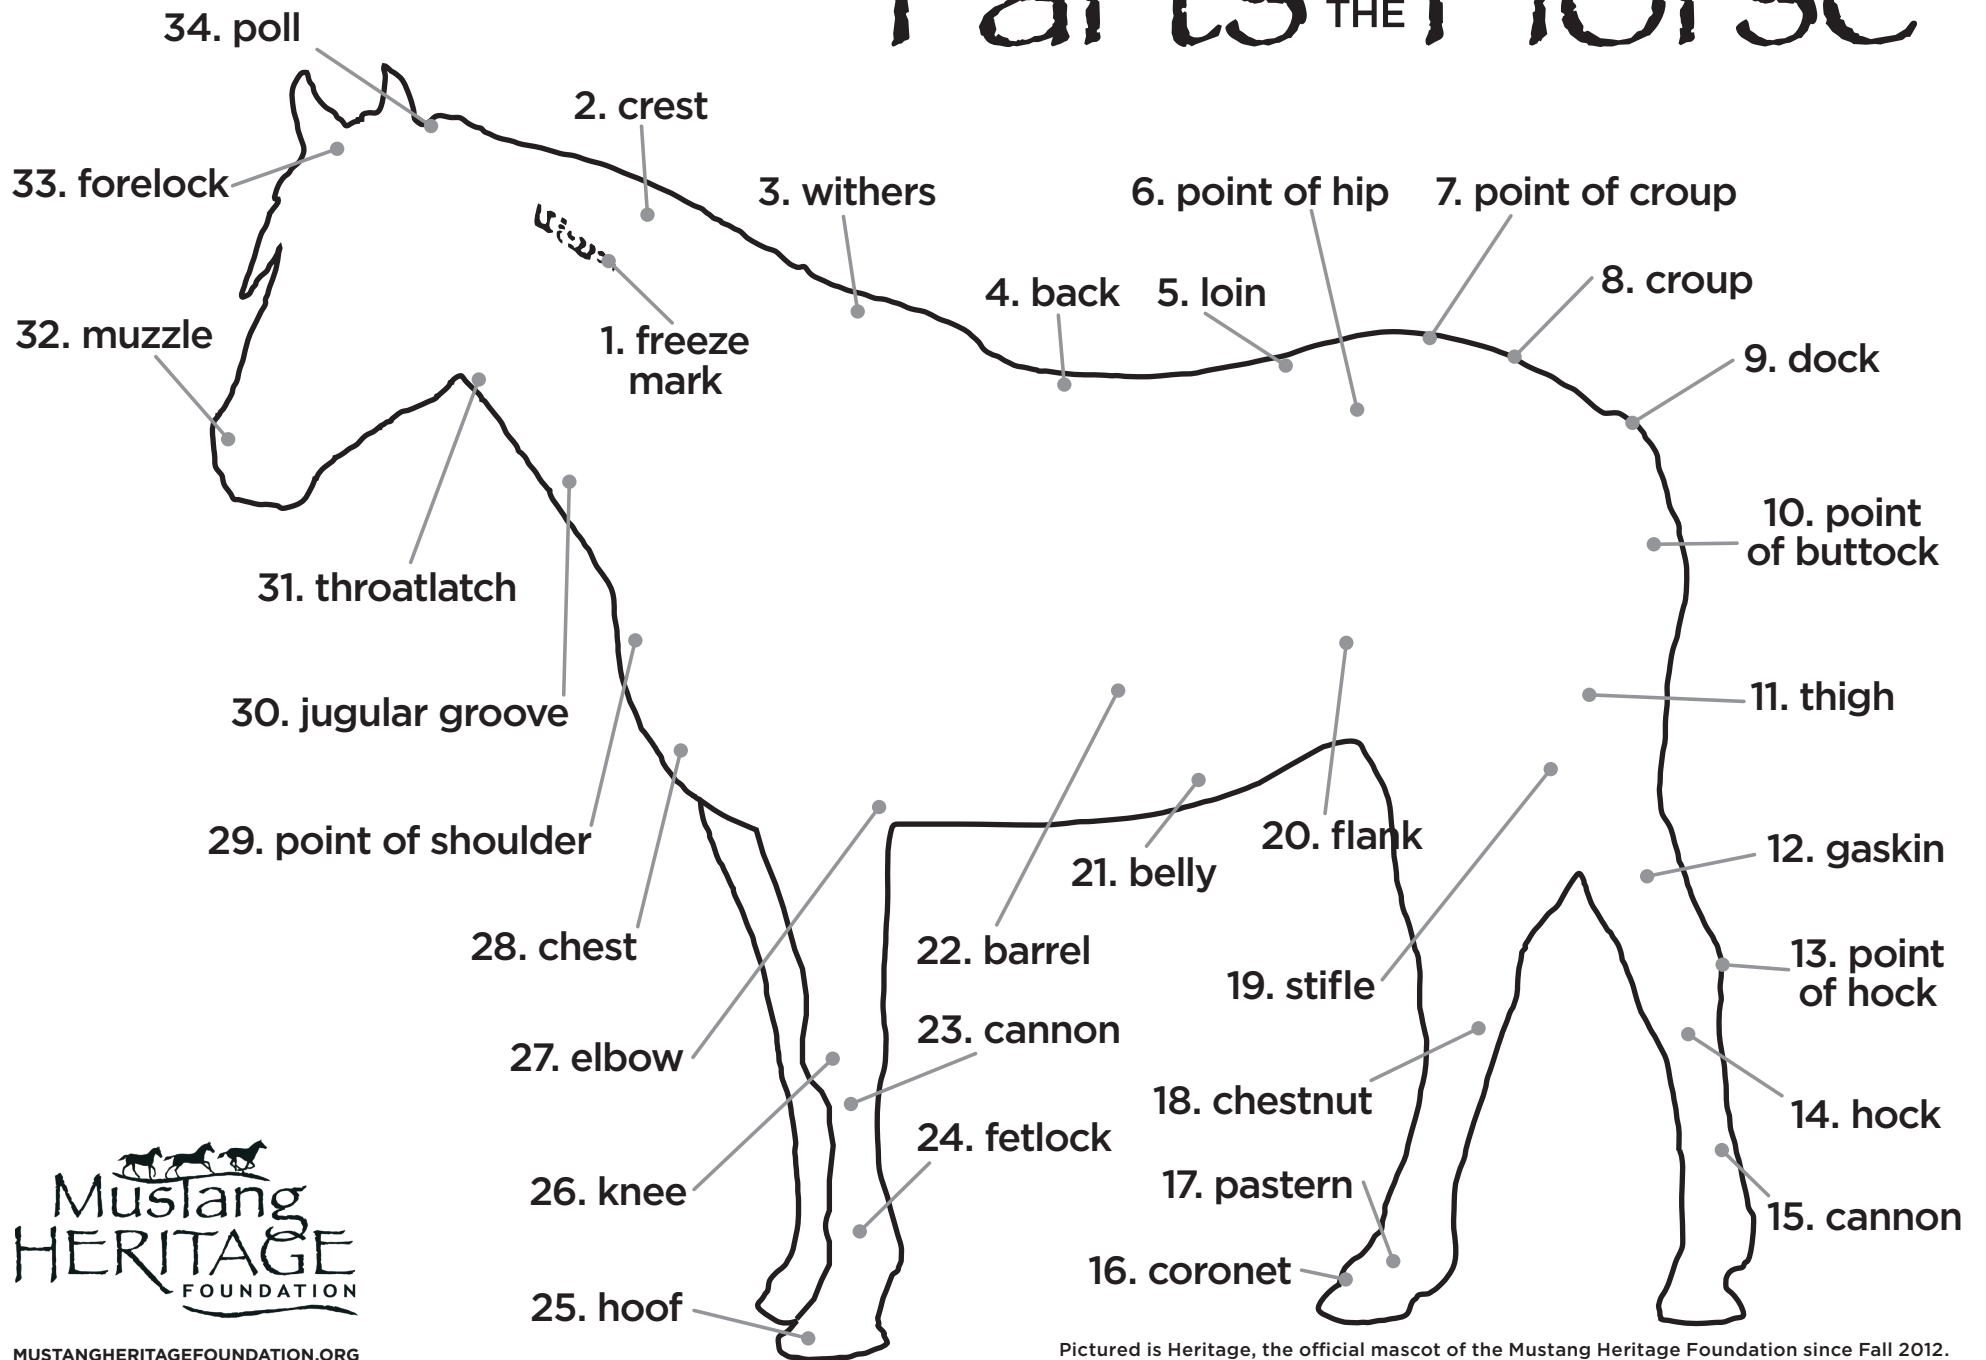 Parts THE Horse
34. poll
2. crest
33. forelock
3. withers
6. point of hip
7. point of croup
4. back
5. loin
8. croup
32. muzzle
1. freeze
mark
9. dock
10. point
of buttock
31. throatlatch
30. jugular groove
11. thigh
29. point of shoulder
20. flank
12. gaskin
21. belly
28. chest
22. barrel
19. stifle
13. point
of hock
27. elbow
23. cannon
18. chestnut
14. hock
24. fetlock
26. knee
17. pastern
15. cannon
16. coronet
25. hoof
Mustang
HERITAGE
FOUNDATION
MUSTANGHERITAGEFOUNDATION.ORG
Pictured is Heritage, the official mascot of the Mustang Heritage Foundation since Fall 2012.